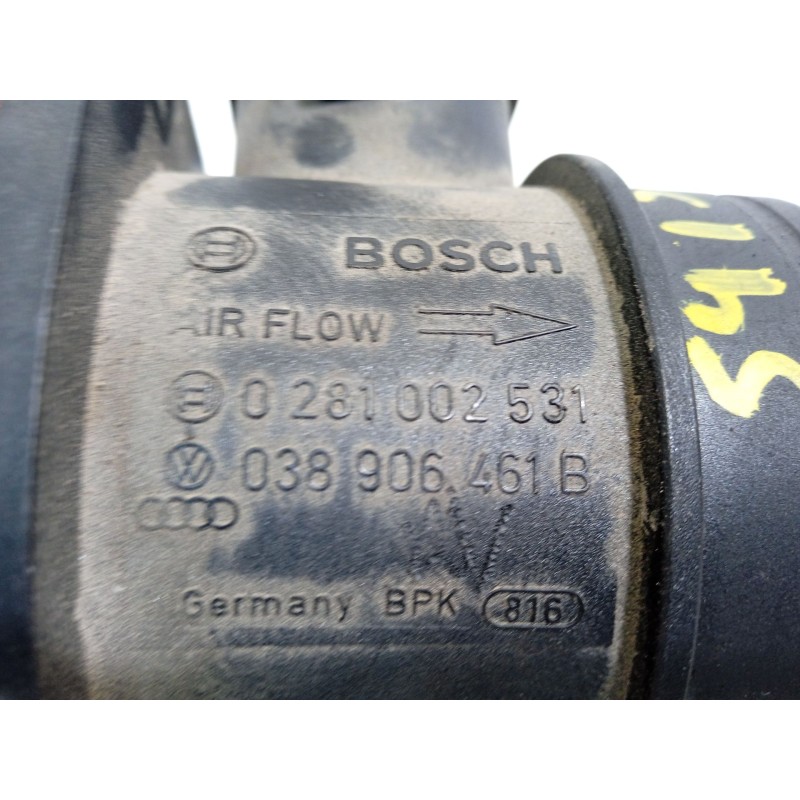 BOSCH
AIR FLOW
0 281 002 531
038 906 461 B
Germany BPK 816